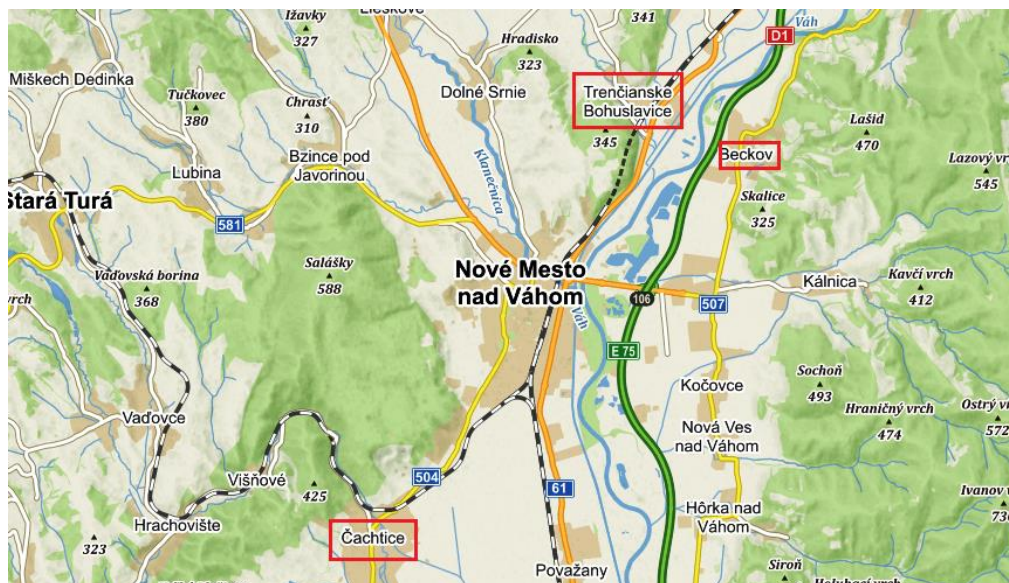 Ižavky
327
Lieskové
341
Váh
D1
Hradisko
323
Miškech Dedinka
Tučkovec
380
Chrasť
310
Dolné Srnie
Trenčianske
Bohuslavice
345
Lašid
470
Beckov
Lazový
545
Bzince pod
Javorinou
Lubina
Klanečnica
Skalice
325
Stará Turá
581
Salášky
588
Vaďovská borina
368
vrch
Nové Mesto
nad Váhom
Váh
106
507
Kálnica
Kavčí vrch
412
E 75
Kočovce
Sochoň
493
Hraničný vrch
474
Ostrý
572
Vaďovce
Nová Ves
nad Váhom
Višňové
425
504
61
Ivanov
Hrachovište
323
Čachtice
Hôrka nad
Váhom
Považany
Siroň
Holubací vrch